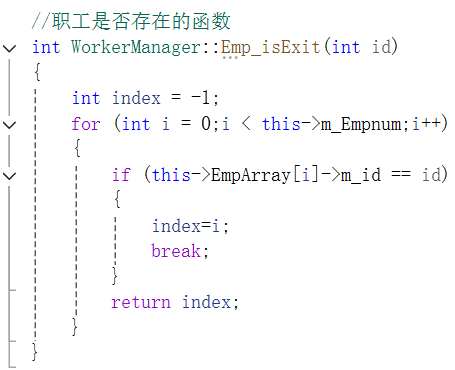 //职工是否存在的函数
int WorkerManager::Emp_isExit(int id)
{
int index = -1;
for (int i = 0;i < this->m_Empnum;i++)
{
if (this->EmpArray[i]->m_id == id)
{
index=i;
break;
}
return index;
}
}